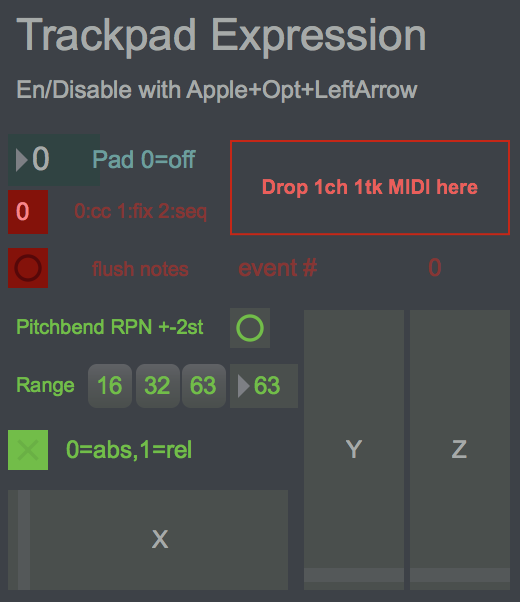 Trackpad Expression
En/Disable with Apple+Opt+LeftArrow
0 Pad 0=off
Drop 1ch 1tk MIDI here
0 0:cc 1:fix 2:seq
flush notes event # 0
Pitchbend RPN +-2st
Range 16 32 63 63
0=abs,1=rel
Y Z
X